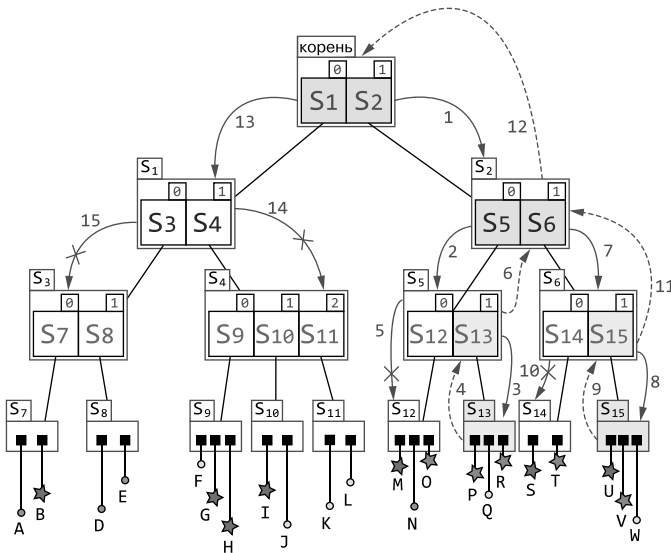 корень
0 1
S1 S2
13
1
12
S1
0 1
S3 S4
S2
0 1
S5 S6
15
14
2
6
7
11
S3
0 1
S7 S8
S4
0 1 2
S9 S10 S11
S5
0 1
S12 S13
S6
0 1
S14 S15
5
4
3
10
9
8
S7
S8
S9
S10
S11
S12
S13
S14
S15
A
B
D
E
F
G
H
I
J
K
L
M
N
O
P
Q
R
S
T
U
V
W